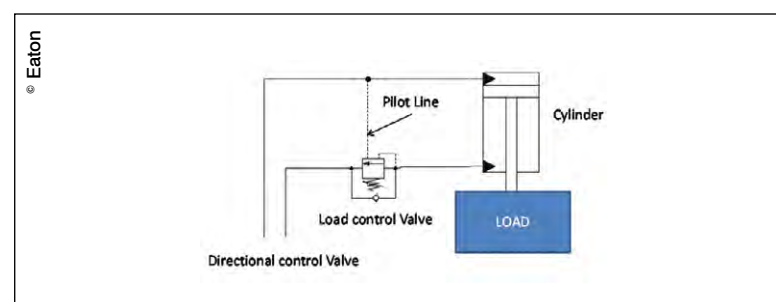 © Eaton
Pilot Line
Cylinder
Load control Valve
LOAD
Directional control Valve